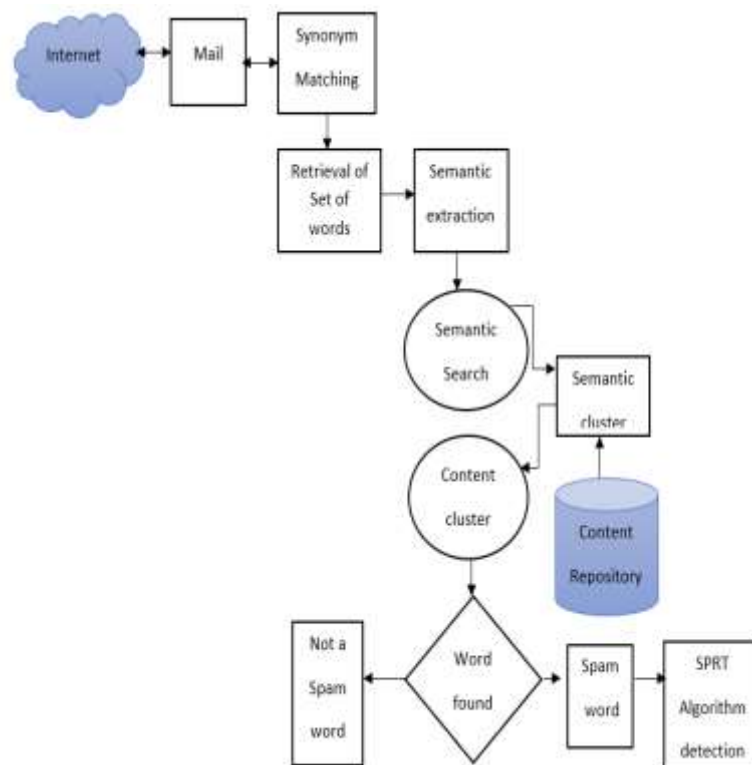 Internet
Mail
Synonym
Matching
Retrieval of
Set of
words
Semantic
extraction
Semantic
Search
Semantic
cluster
Content
cluster
Content
Repository
Not a
Spam
word
Word
found
Spam
word
SPRT
Algorithm
detection